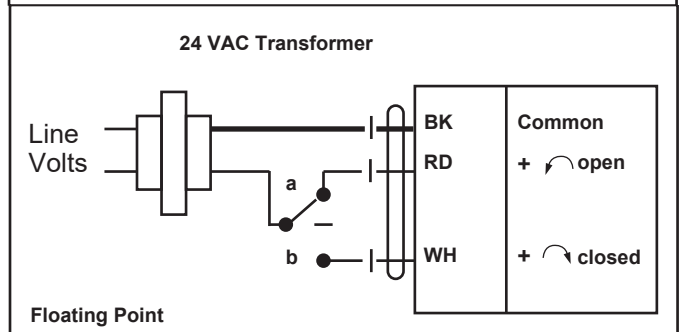 24 VAC Transformer
Line
Volts
BK
Common
RD
+ open
a
b
WH
+ closed
Floating Point